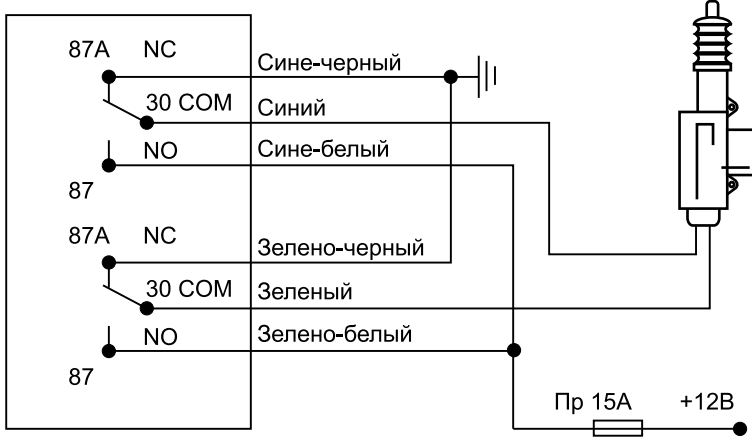 87A NC
Сине-черный
30 COM
Синий
NO
Сине-белый
87
87A NC
Зелено-черный
30 COM
Зеленый
NO
Зелено-белый
87
Пр 15А
+12В